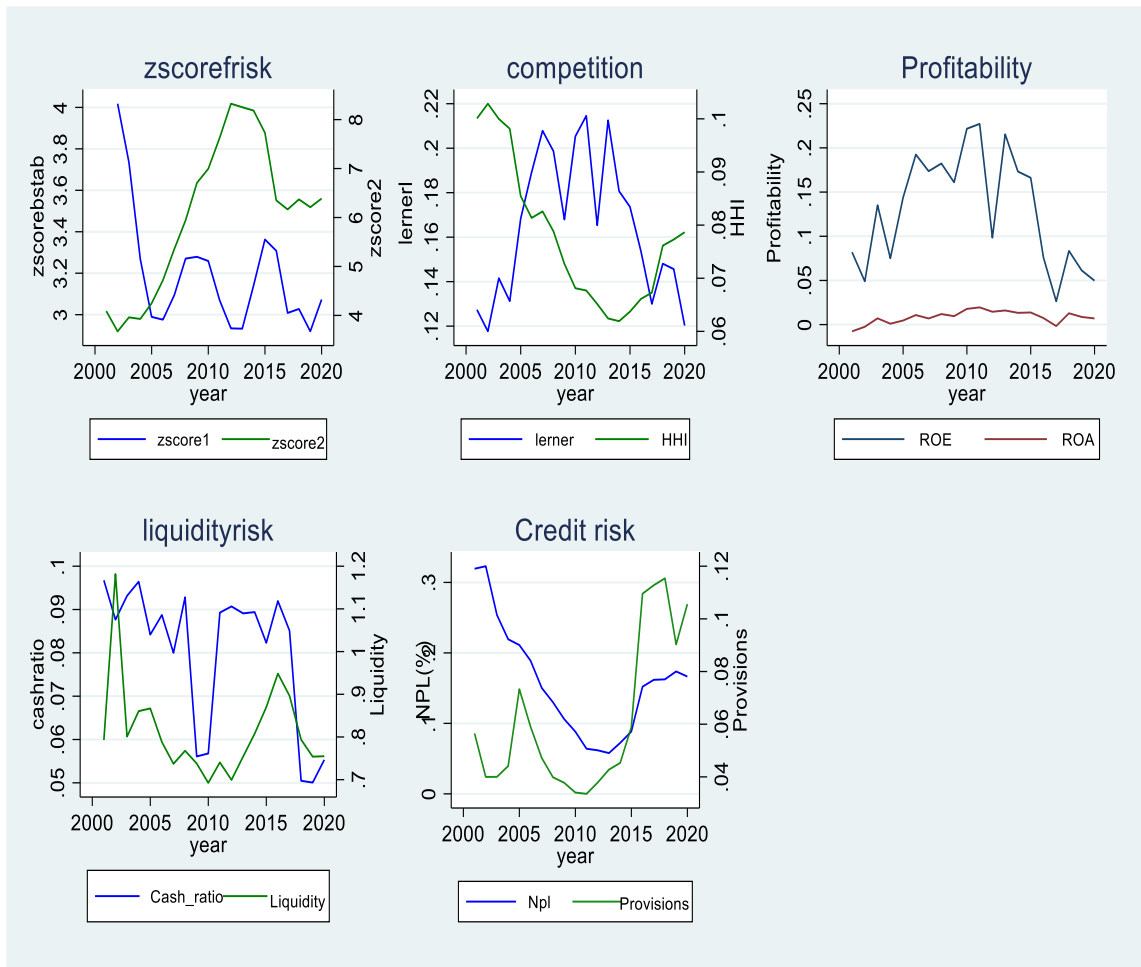 zscorefrisk
zscorebstab
4
3.8
3.6
3.4
3.2
3
zscore2
8
7
6
5
4
2000 2005 2010 2015 2020
year
zscore1 zscore2
competition
lernerI
.22
.2
.18
.16
.14
.12
HHI
.1
.09
.08
.07
.06
2000 2005 2010 2015 2020
year
lerner HHI
Profitability
Profitability
.25
.2
.15
.1
.05
0
2000 2005 2010 2015 2020
year
ROE ROA
liquidityrisk
cashratio
.1
.09
.08
.07
.06
.05
Liquidity
1.2
1.1
1
.9
.8
.7
2000 2005 2010 2015 2020
year
Cash_ratio Liquidity
Credit risk
NPL(%)
.3
.2
.1
0
Provisions
.12
.1
.08
.06
.04
2000 2005 2010 2015 2020
year
Npl Provisions